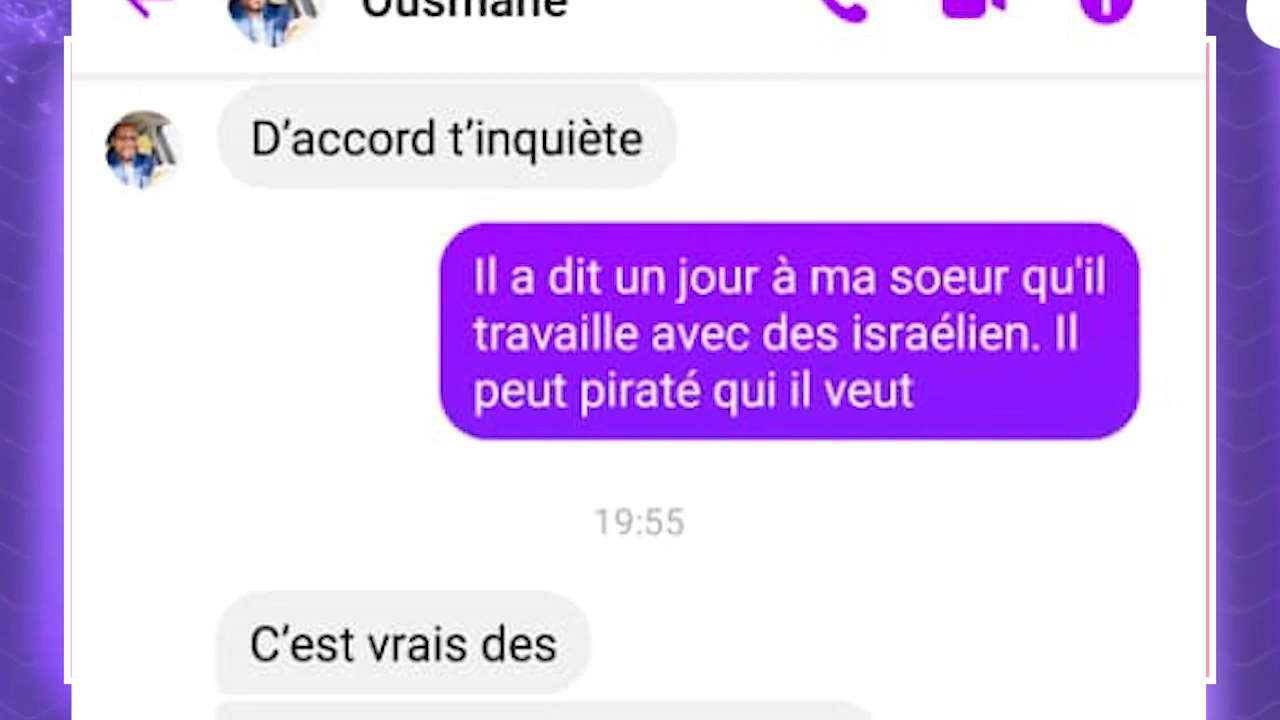 Ousmane
D’accord t’inquiète
Il a dit un jour à ma soeur qu'il
travaille avec des israélien. Il
peut piraté qui il veut
19:55
C’est vrais des